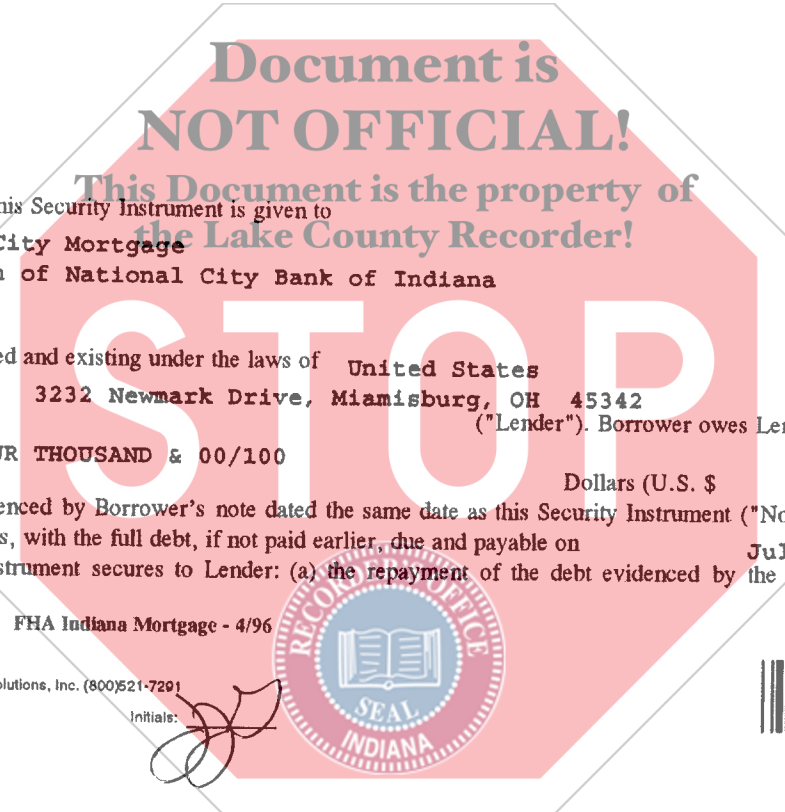 Document is
NOT OFFICIAL!
This Document is the property of
the Lake County Recorder!
his Security Instrument is given to
City Mortgage
n of National City Bank of Indiana
ed and existing under the laws of United States
3232 Newmark Drive, Miamisburg, OH 45342
("Lender"). Borrower owes Len
UR THOUSAND & 00/100
Dollars (U.S. $
enced by Borrower's note dated the same date as this Security Instrument ("No
s, with the full debt, if not paid earlier, due and payable on Jul
strument secures to Lender: (a) the repayment of the debt evidenced by the
FHA Indiana Mortgage - 4/96
olutions, Inc. (800)521-7291
Initials:
STOP
RECORDER'S OFFICE
SEAL
INDIANA